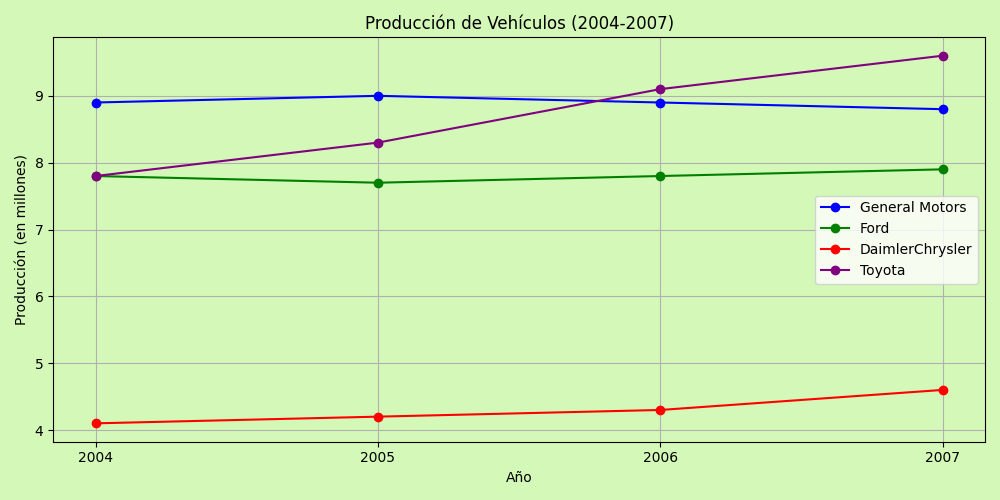 Producción de Vehículos (2004-2007)
Producción (en millones)
9
8
7
6
5
4
General Motors
Ford
DaimlerChrysler
Toyota
2004
2005
2006
2007
Año